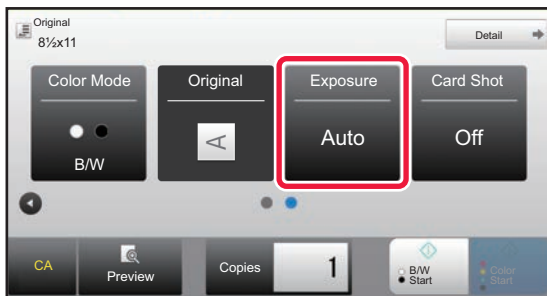 Original
8½x11
Detail
Color Mode
B/W
Original
A
Exposure
Auto
Card Shot
Off
CA
Preview
Copies
1
B/W
Start
Color
Start